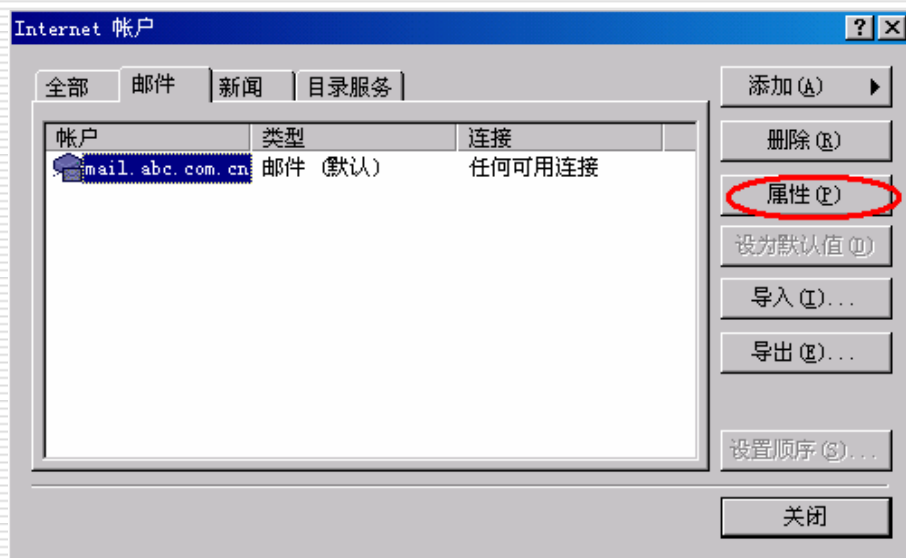 Internet 帐户
全部 邮件 新闻 目录服务
帐户 类型 连接
mail.abc.com.cn 邮件 (默认) 任何可用连接
添加(A)
删除(R)
属性(P)
设为默认值(D)
导入(I)...
导出(E)...
设置顺序(S)...
关闭